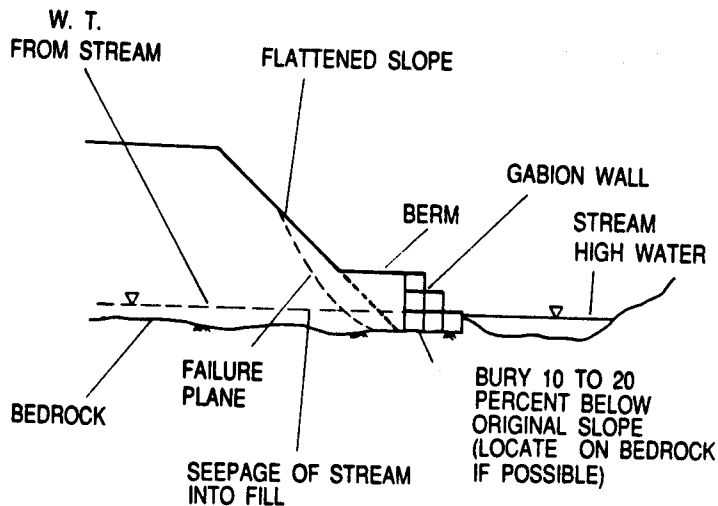 W. T.
FROM STREAM
FLATTENED SLOPE
GABION WALL
BERM
STREAM
HIGH WATER
FAILURE
PLANE
BEDROCK
SEEPAGE OF STREAM
INTO FILL
BURY 10 TO 20
PERCENT BELOW
ORIGINAL SLOPE
(LOCATE ON BEDROCK
IF POSSIBLE)